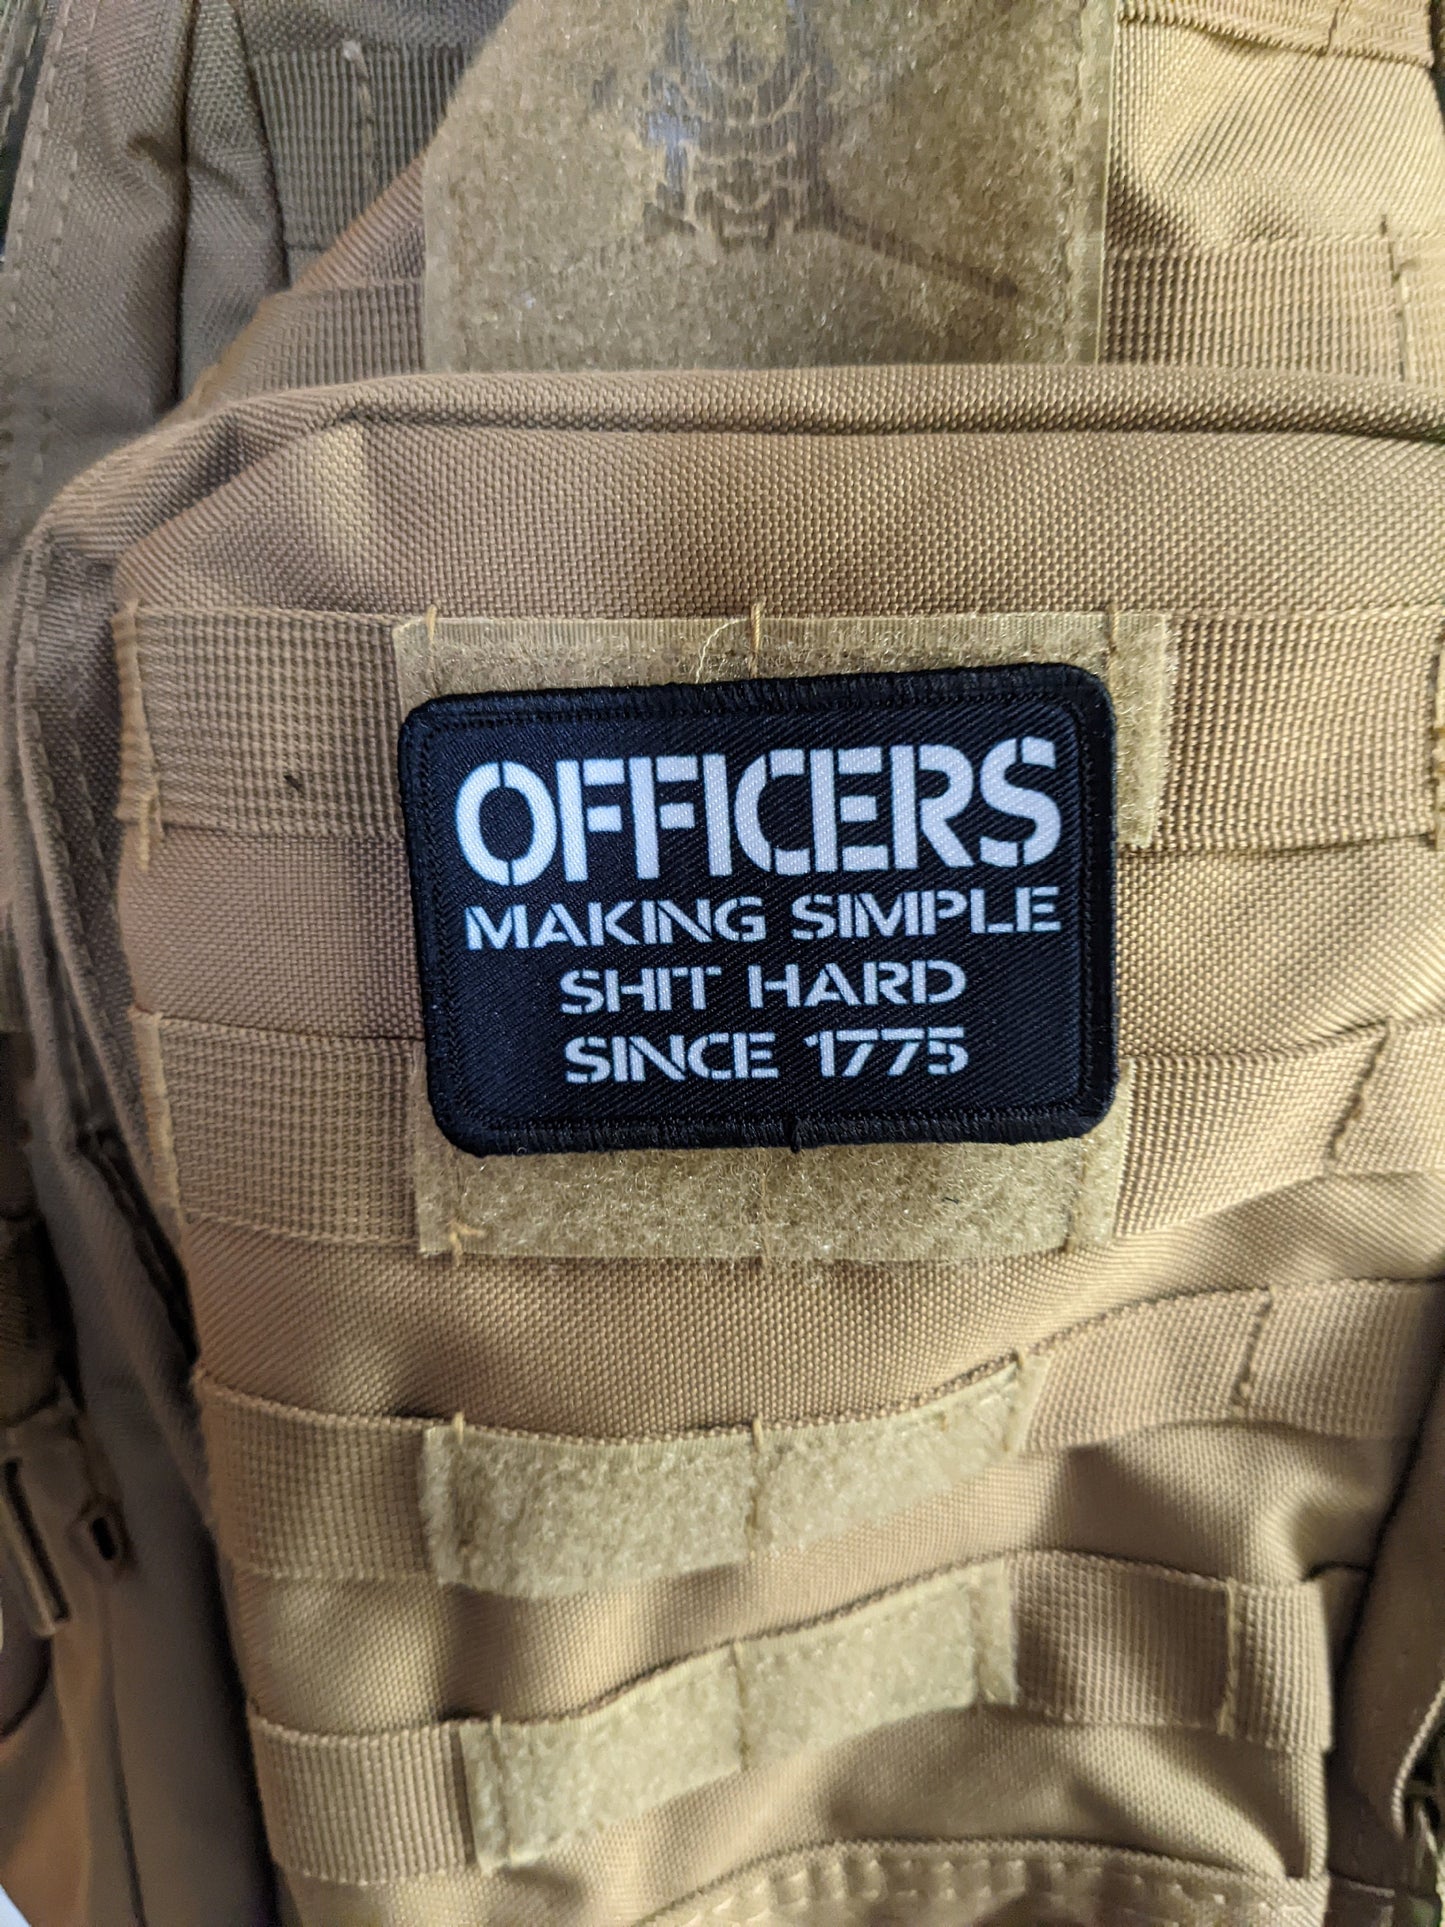 OFFICERS
MAKING SIMPLE
SHIT HARD
SINCE 1775